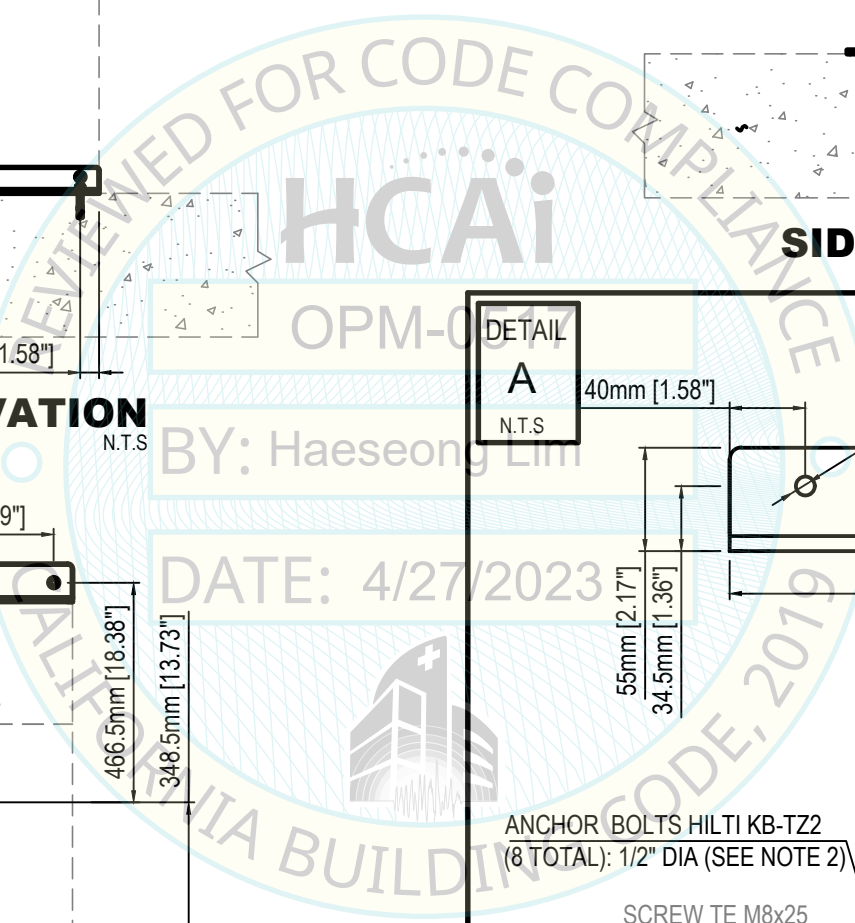 REVIEWED FOR CODE COMPLIANCE
HCAi
OPM-0517
BY: Haeseong Lim
DATE: 4/27/2023
CALIFORNIA BUILDING CODE, 2019
1.58"]
VATION
N.T.S
9"]
466.5mm [18.38"]
348.5mm [13.73"]
SID
DETAIL
A
N.T.S
40mm [1.58"]
55mm [2.17"]
34.5mm [1.36"]
ANCHOR BOLTS HILTI KB-TZ2
(8 TOTAL): 1/2" DIA (SEE NOTE 2)
SCREW TE M8x25